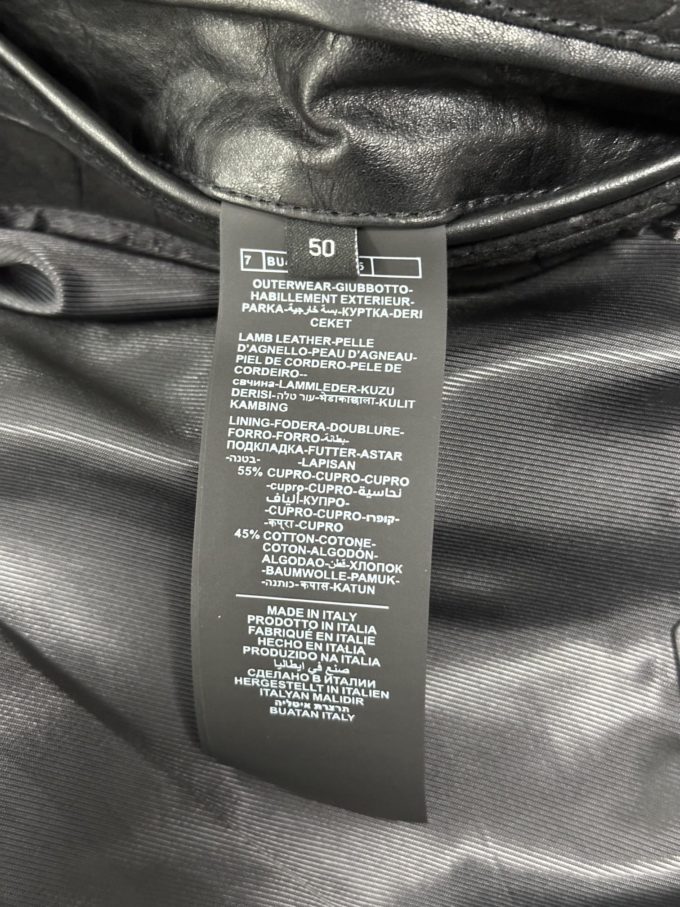 50
7 BU- 5
OUTERWEAR-GIUBBOTTO-
HABILLEMENT EXTERIEUR-
PARKA-بسة خارجية-КУРТКА-DERI
CEKET
LAMB LEATHER-PELLE
D'AGNELLO-PEAU D'AGNEAU-
PIEL DE CORDERO-PELE DE
CORDEIRO--
свчина-LAMMLEDER-KUZU
DERISI-עור טלה-भेडाकाछाला-KULIT
KAMBING
LINING-FODERA-DOUBLURE-
FORRO-FORRO-بطانة-
ПОДКЛАДКА-FUTTER-ASTAR
-בטנה- -LAPISAN
55% CUPRO-CUPRO-CUPRO
-cupro-CUPRO-نحاسية
ألياف-КУПРО-
-CUPRO-CUPRO-קופרו-
-कपरा-CUPRO
45% COTTON-COTONE-
COTON-ALGODÓN-
ALGODAO-قطن-ХЛОПОК
-BAUMWOLLE-PAMUK-
-כותנה-कपास-KATUN
MADE IN ITALY
PRODOTTO IN ITALIA
FABRIQUÉ EN ITALIE
HECHO EN ITALIA
PRODUZIDO NA ITALIA
صنع في ايطاليا
СДЕЛАНО В ИТАЛИИ
HERGESTELLT IN ITALIEN
ITALYAN MALIDIR
תוצרת איטליה
BUATAN ITALY